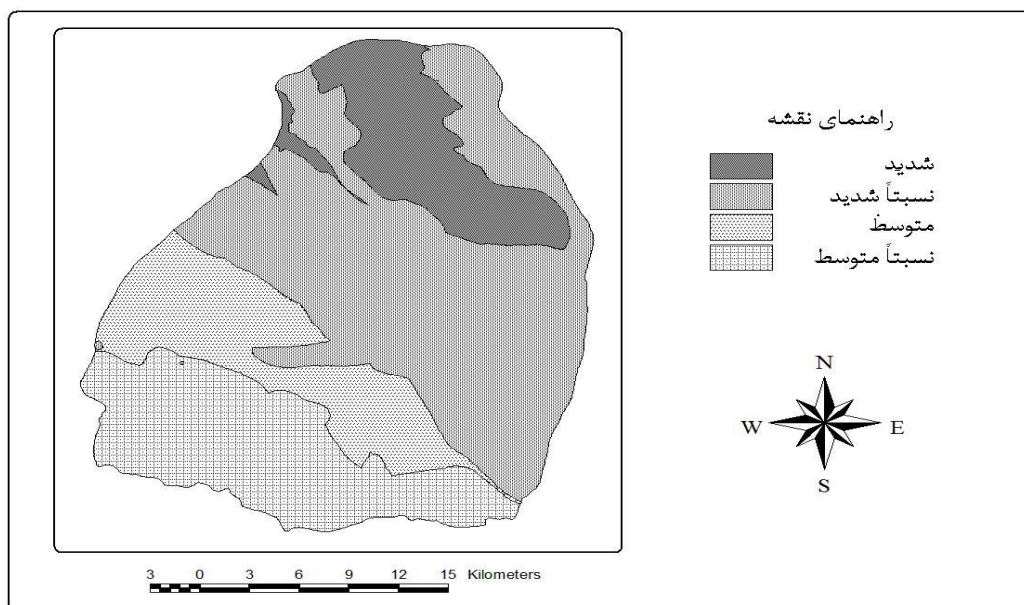 راهنمای نقشه
شدید
نسبتاً شدید
متوسط
نسبتاً متوسط
N
W E
S
3 0 3 6 9 12 15 Kilometers